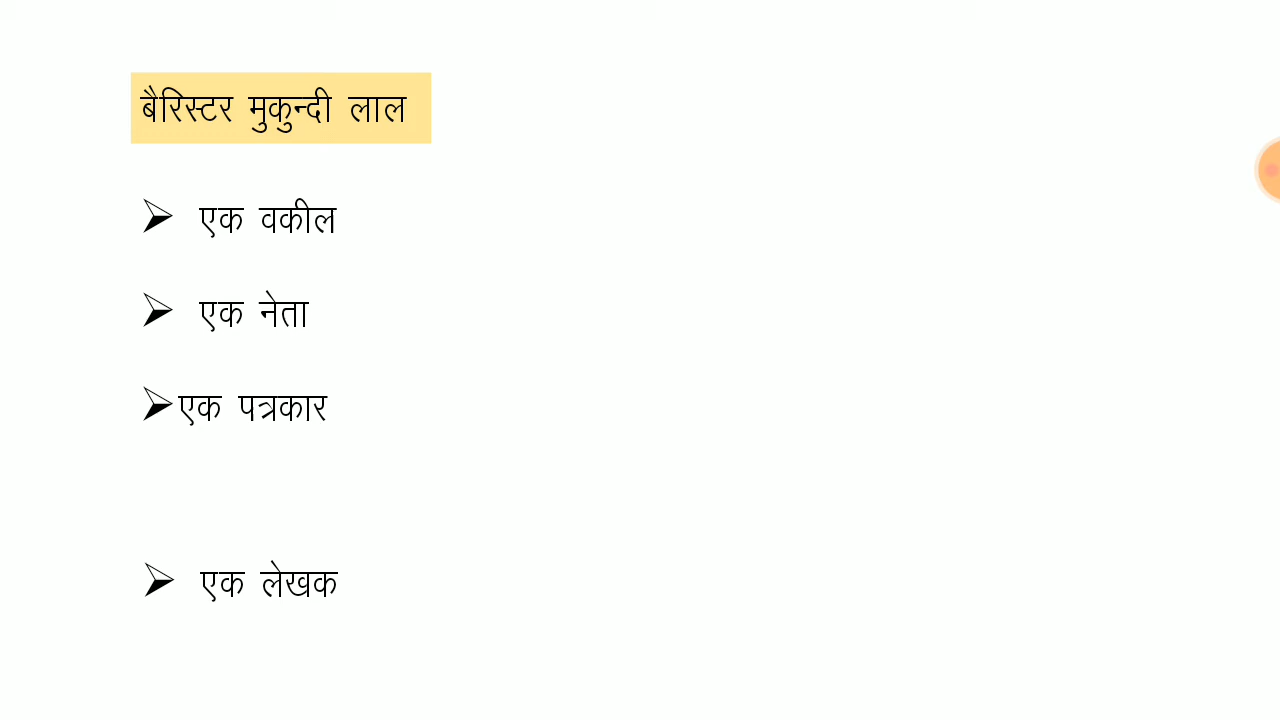 बैरिस्टर मुकुन्दी लाल
➢ एक वकील
➢ एक नेता
➢एक पत्रकार
➢ एक लेखक